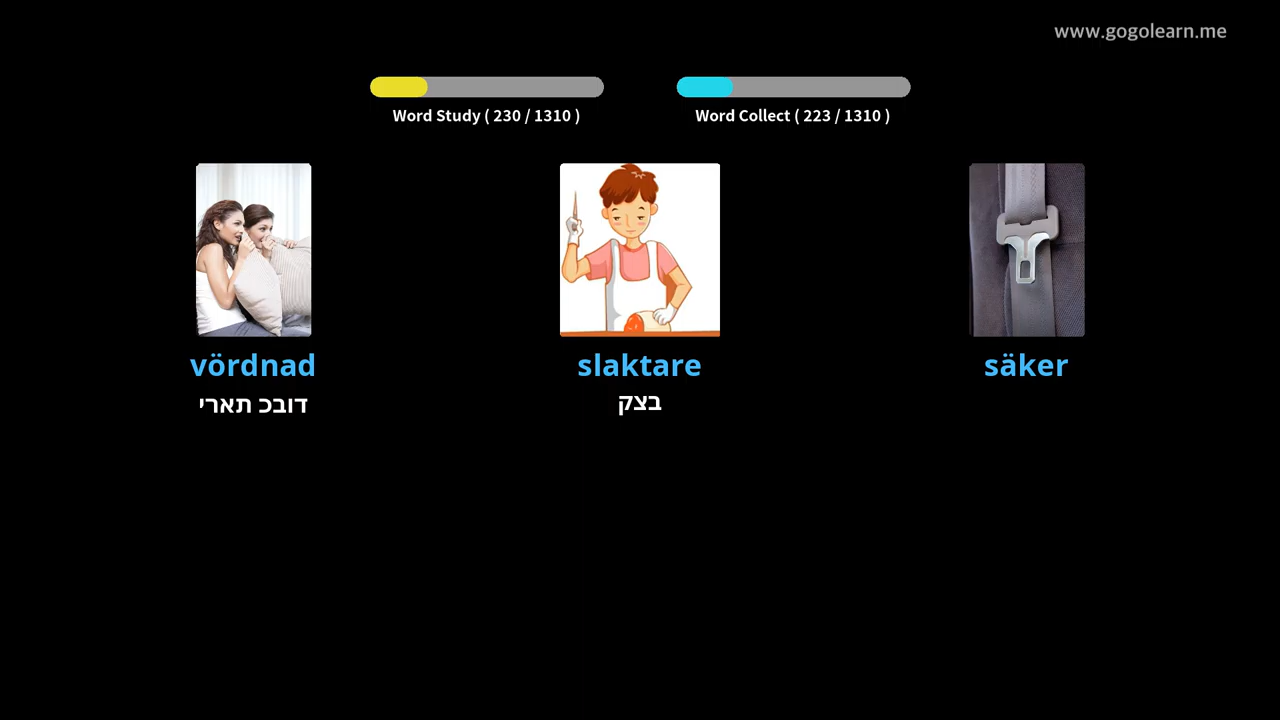 www.gogolearn.me
Word Study ( 230 / 1310 )
Word Collect ( 223 / 1310 )
vördnad
דובכ תארי
slaktare
בצק
säker